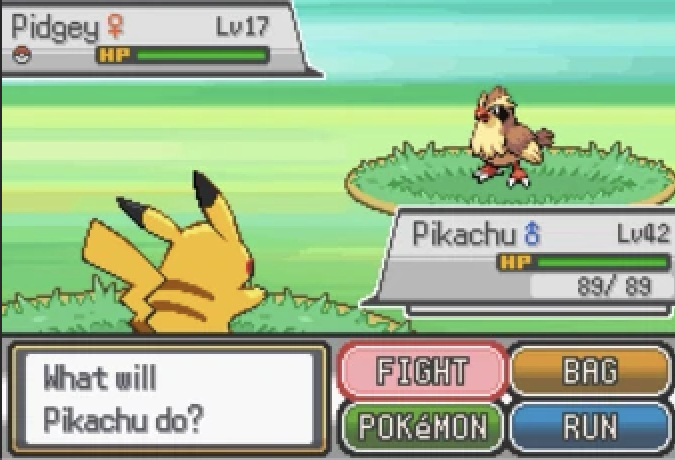 Pidgey ♀ Lv17
HP
Pikachu ♂ Lv42
HP
89/ 89
What will
Pikachu do?
FIGHT
BAG
POKéMON
RUN